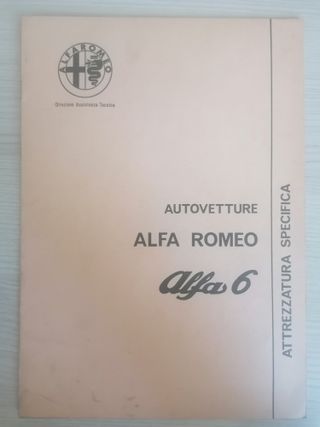 ALFA ROMEO
Direzione Assistenza Tecnica
AUTOVETTURE
ALFA ROMEO
Alfa 6
ATTREZZATURA SPECIFICA